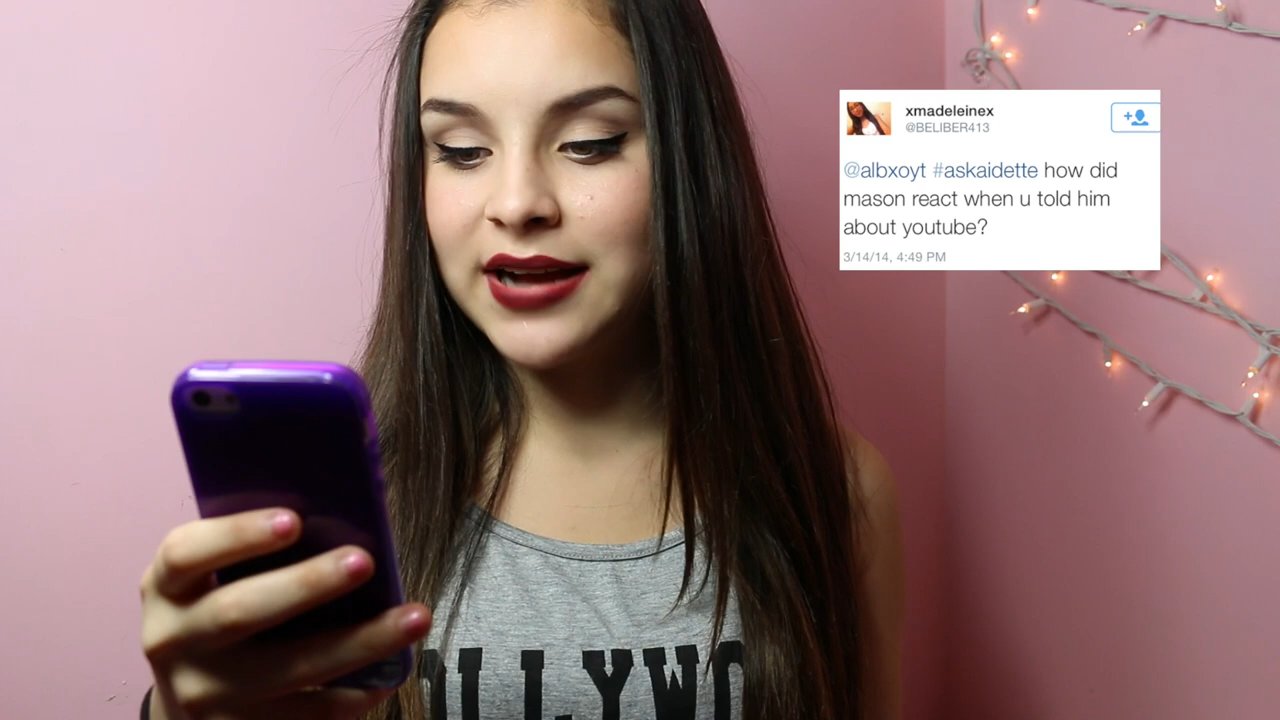 xmadeleinex
@BELIBER413
@albxoyt #askaidette how did
mason react when u told him
about youtube?
3/14/14, 4:49 PM
OLLYWO